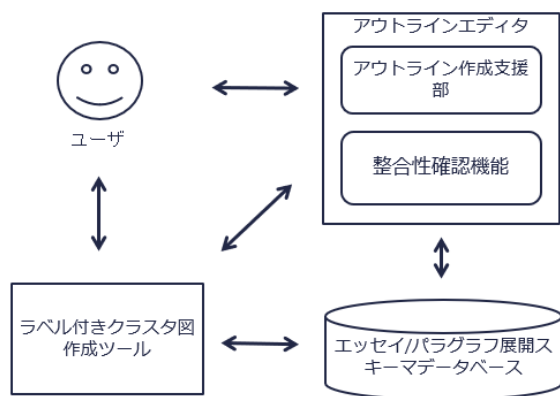 アウトラインエディタ
アウトライン作成支援
部
整合性確認機能
ユーザ
ラベル付きクラスタ図
作成ツール
エッセイ/パラグラフ展開ス
キーマデータベース